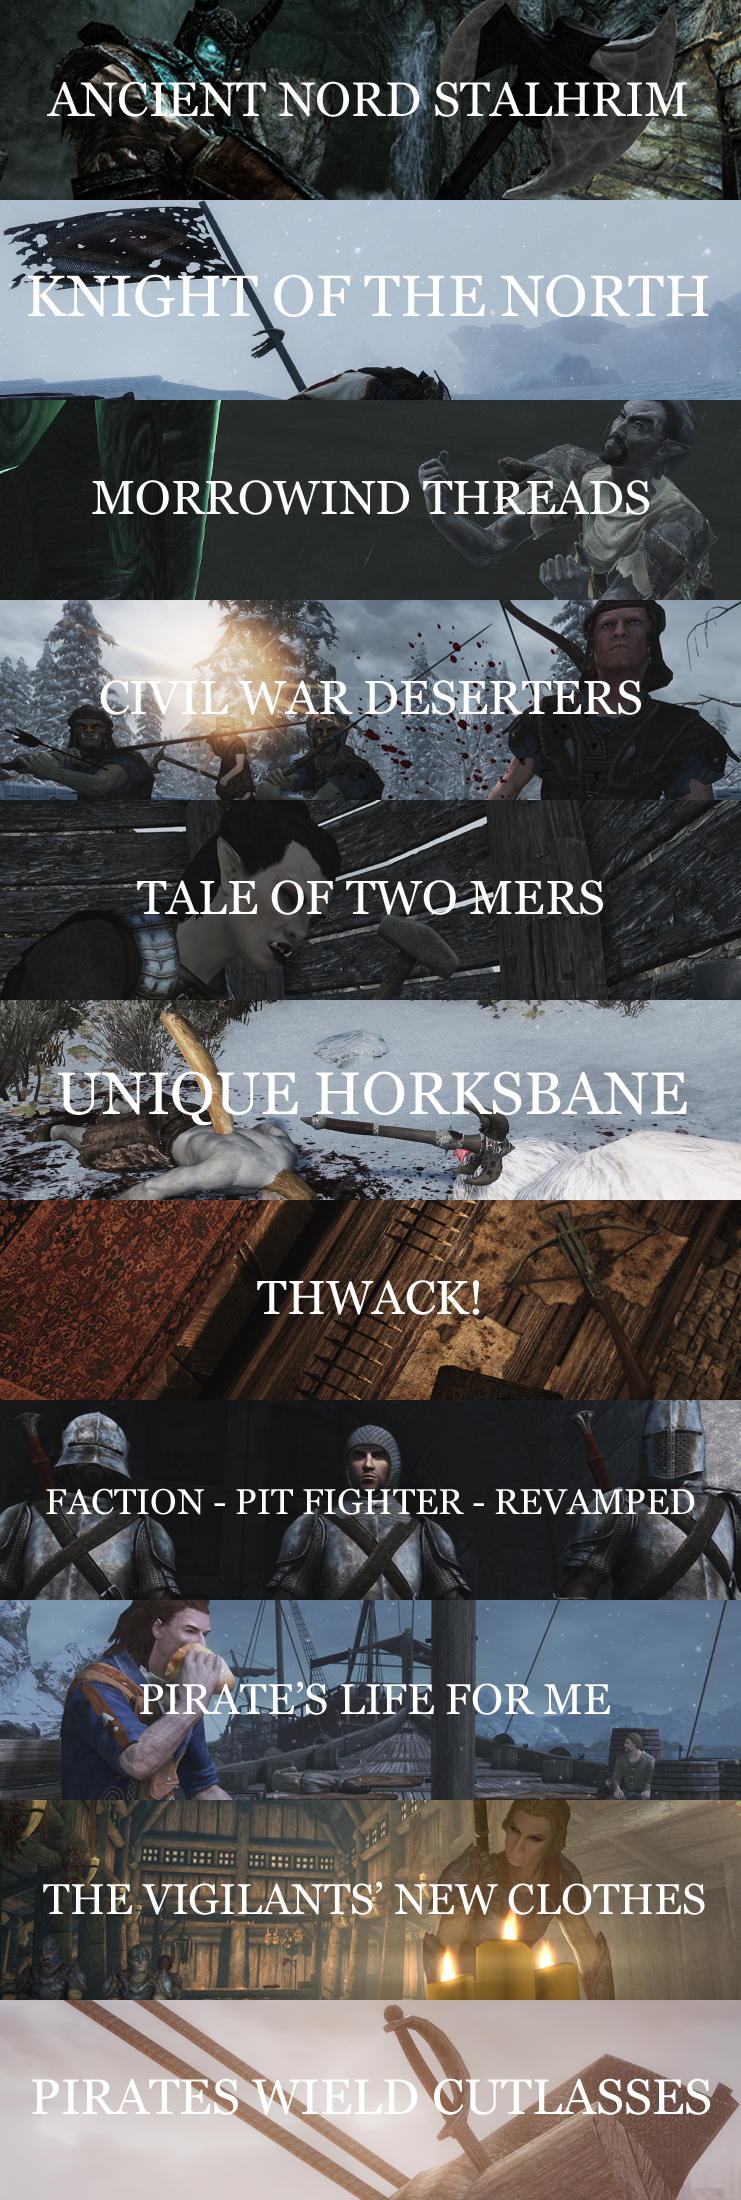 ANCIENT NORD STALHRIM
KNIGHT OF THE NORTH
MORROWIND THREADS
CIVIL WAR DESERTERS
TALE OF TWO MERS
UNIQUE HORKSBANE
THWACK!
FACTION - PIT FIGHTER - REVAMPED
PIRATE’S LIFE FOR ME
THE VIGILANTS’ NEW CLOTHES
PIRATES WIELD CUTLASSES